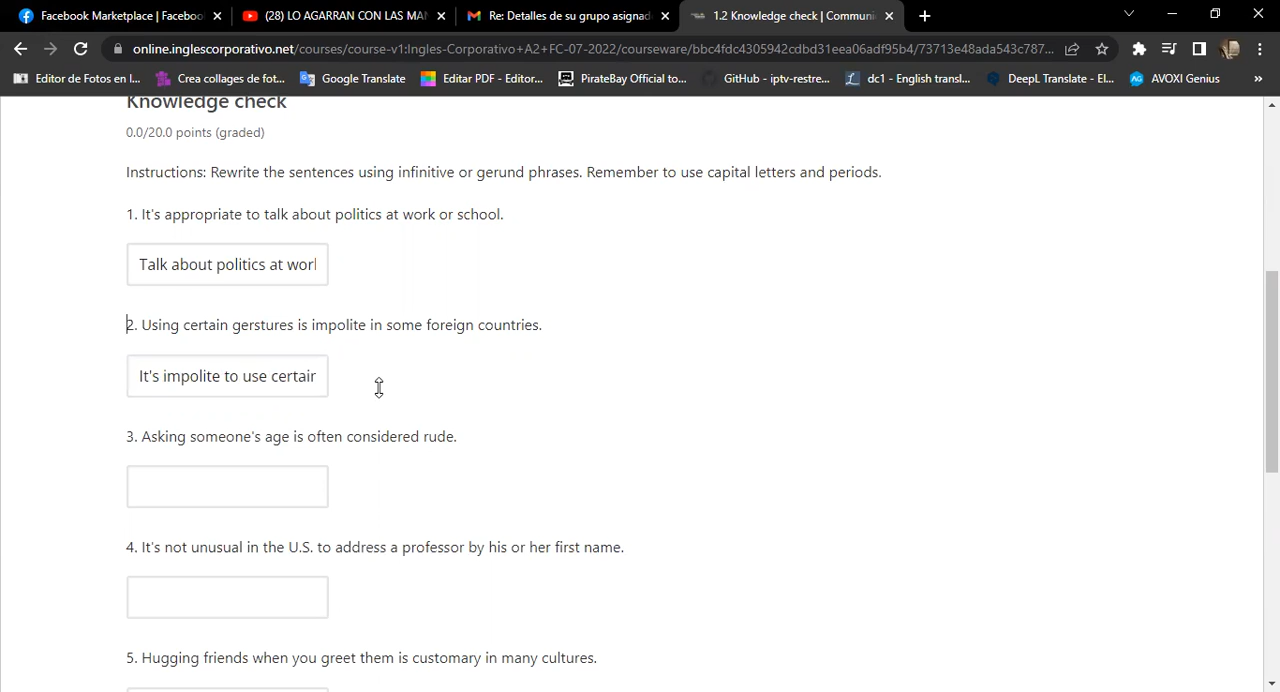 Facebook Marketplace | Faceboo
(28) LO AGARRAN CON LAS MAN
Re: Detalles de su grupo asignad
1.2 Knowledge check | Communi
online.inglescorporativo.net/courses/course-v1:Ingles-Corporativo+A2+FC-07-2022/courseware/bbc4fdc4305942cdbd31eea06adf95b4/73713e48ada543c787...
Editor de Fotos en l...
Crea collages de fot...
Google Translate
Editar PDF - Editor...
PirateBay Official to...
GitHub - iptv-restre...
dc1 - English transl...
DeepL Translate - El...
AVOXI Genius
»
Knowledge check
0.0/20.0 points (graded)
Instructions: Rewrite the sentences using infinitive or gerund phrases. Remember to use capital letters and periods.
1. It's appropriate to talk about politics at work or school.
Talk about politics at worl
2. Using certain gerstures is impolite in some foreign countries.
It's impolite to use certair
3. Asking someone's age is often considered rude.
4. It's not unusual in the U.S. to address a professor by his or her first name.
5. Hugging friends when you greet them is customary in many cultures.